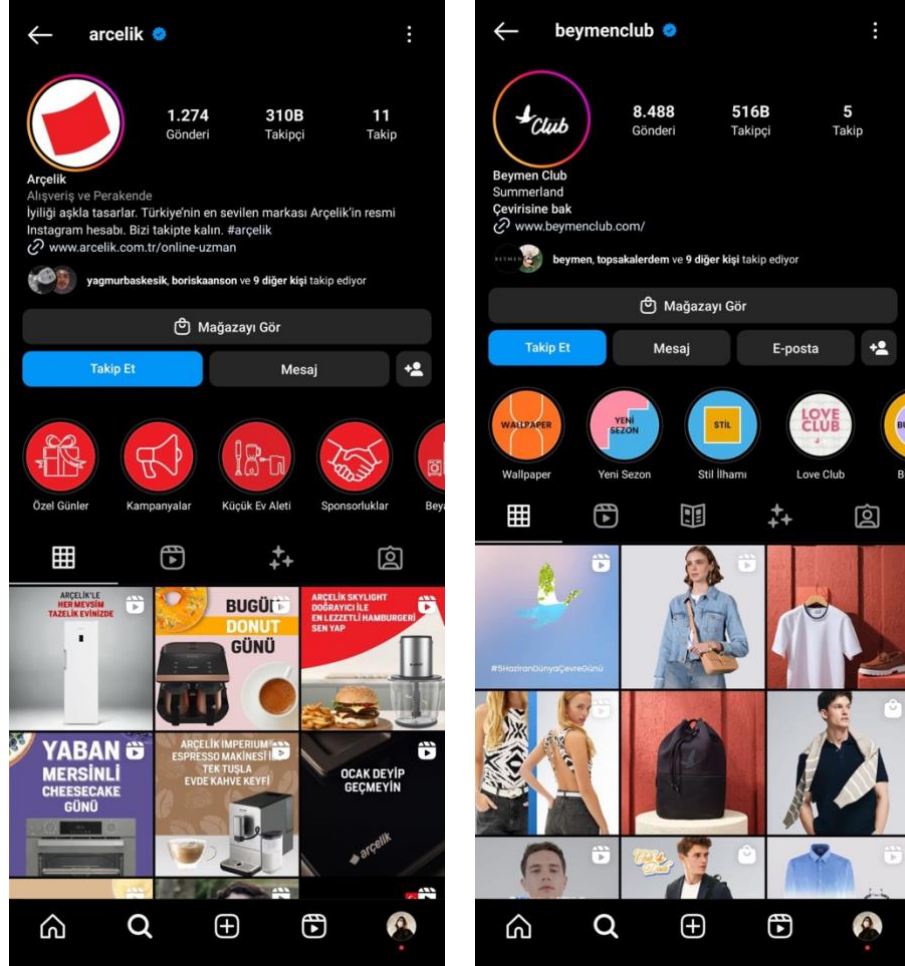 arcelik
1.274
310B
11
Gönderi
Takipçi
Takip
Arçelik
Alışveriş ve Perakende
İyiliği aşkla tasarlar. Türkiye'nin en sevilen markası Arçelik'in resmi
Instagram hesabı. Bizi takipte kalın. #arçelik
www.arcelik.com.tr/online-uzman
yagmurbaskesik, boriskaanson ve 9 diğer kişi takip ediyor
Mağazayı Gör
Takip Et
Mesaj
Özel Günler
Kampanyalar
Küçük Ev Aleti
Sponsorluklar
Beya
ARÇELİK'LE
HER MEVSİM
TAZELİK EVİNİZDE
BUGÜN
DONUT
GÜNÜ
ARÇELİK SKYLIGHT
DOĞRAYICI İLE
EN LEZZETLİ HAMBURGERİ
SEN YAP
YABAN
MERSİNLİ
CHEESECAKE
GÜNÜ
ARÇELİK IMPERIUM
ESPRESSO MAKİNESİ İ
TEK TUŞLA
EVDE KAHVE KEYFİ
OCAK DEYİP
GEÇMEYİN
arçelik
beymenclub
Club
8.488
516B
5
Gönderi
Takipçi
Takip
Beymen Club
Summerland
Çevirisine bak
www.beymenclub.com/
BEYMEN
beymen, topsakalerdem ve 9 diğer kişi takip ediyor
Mağazayı Gör
Takip Et
Mesaj
E-posta
WALLPAPER
YENİ
SEZON
STİL
LOVE
CLUB
BU
Wallpaper
Yeni Sezon
Stil İlhamı
Love Club
B
#5HaziranDünyaÇevreGünü